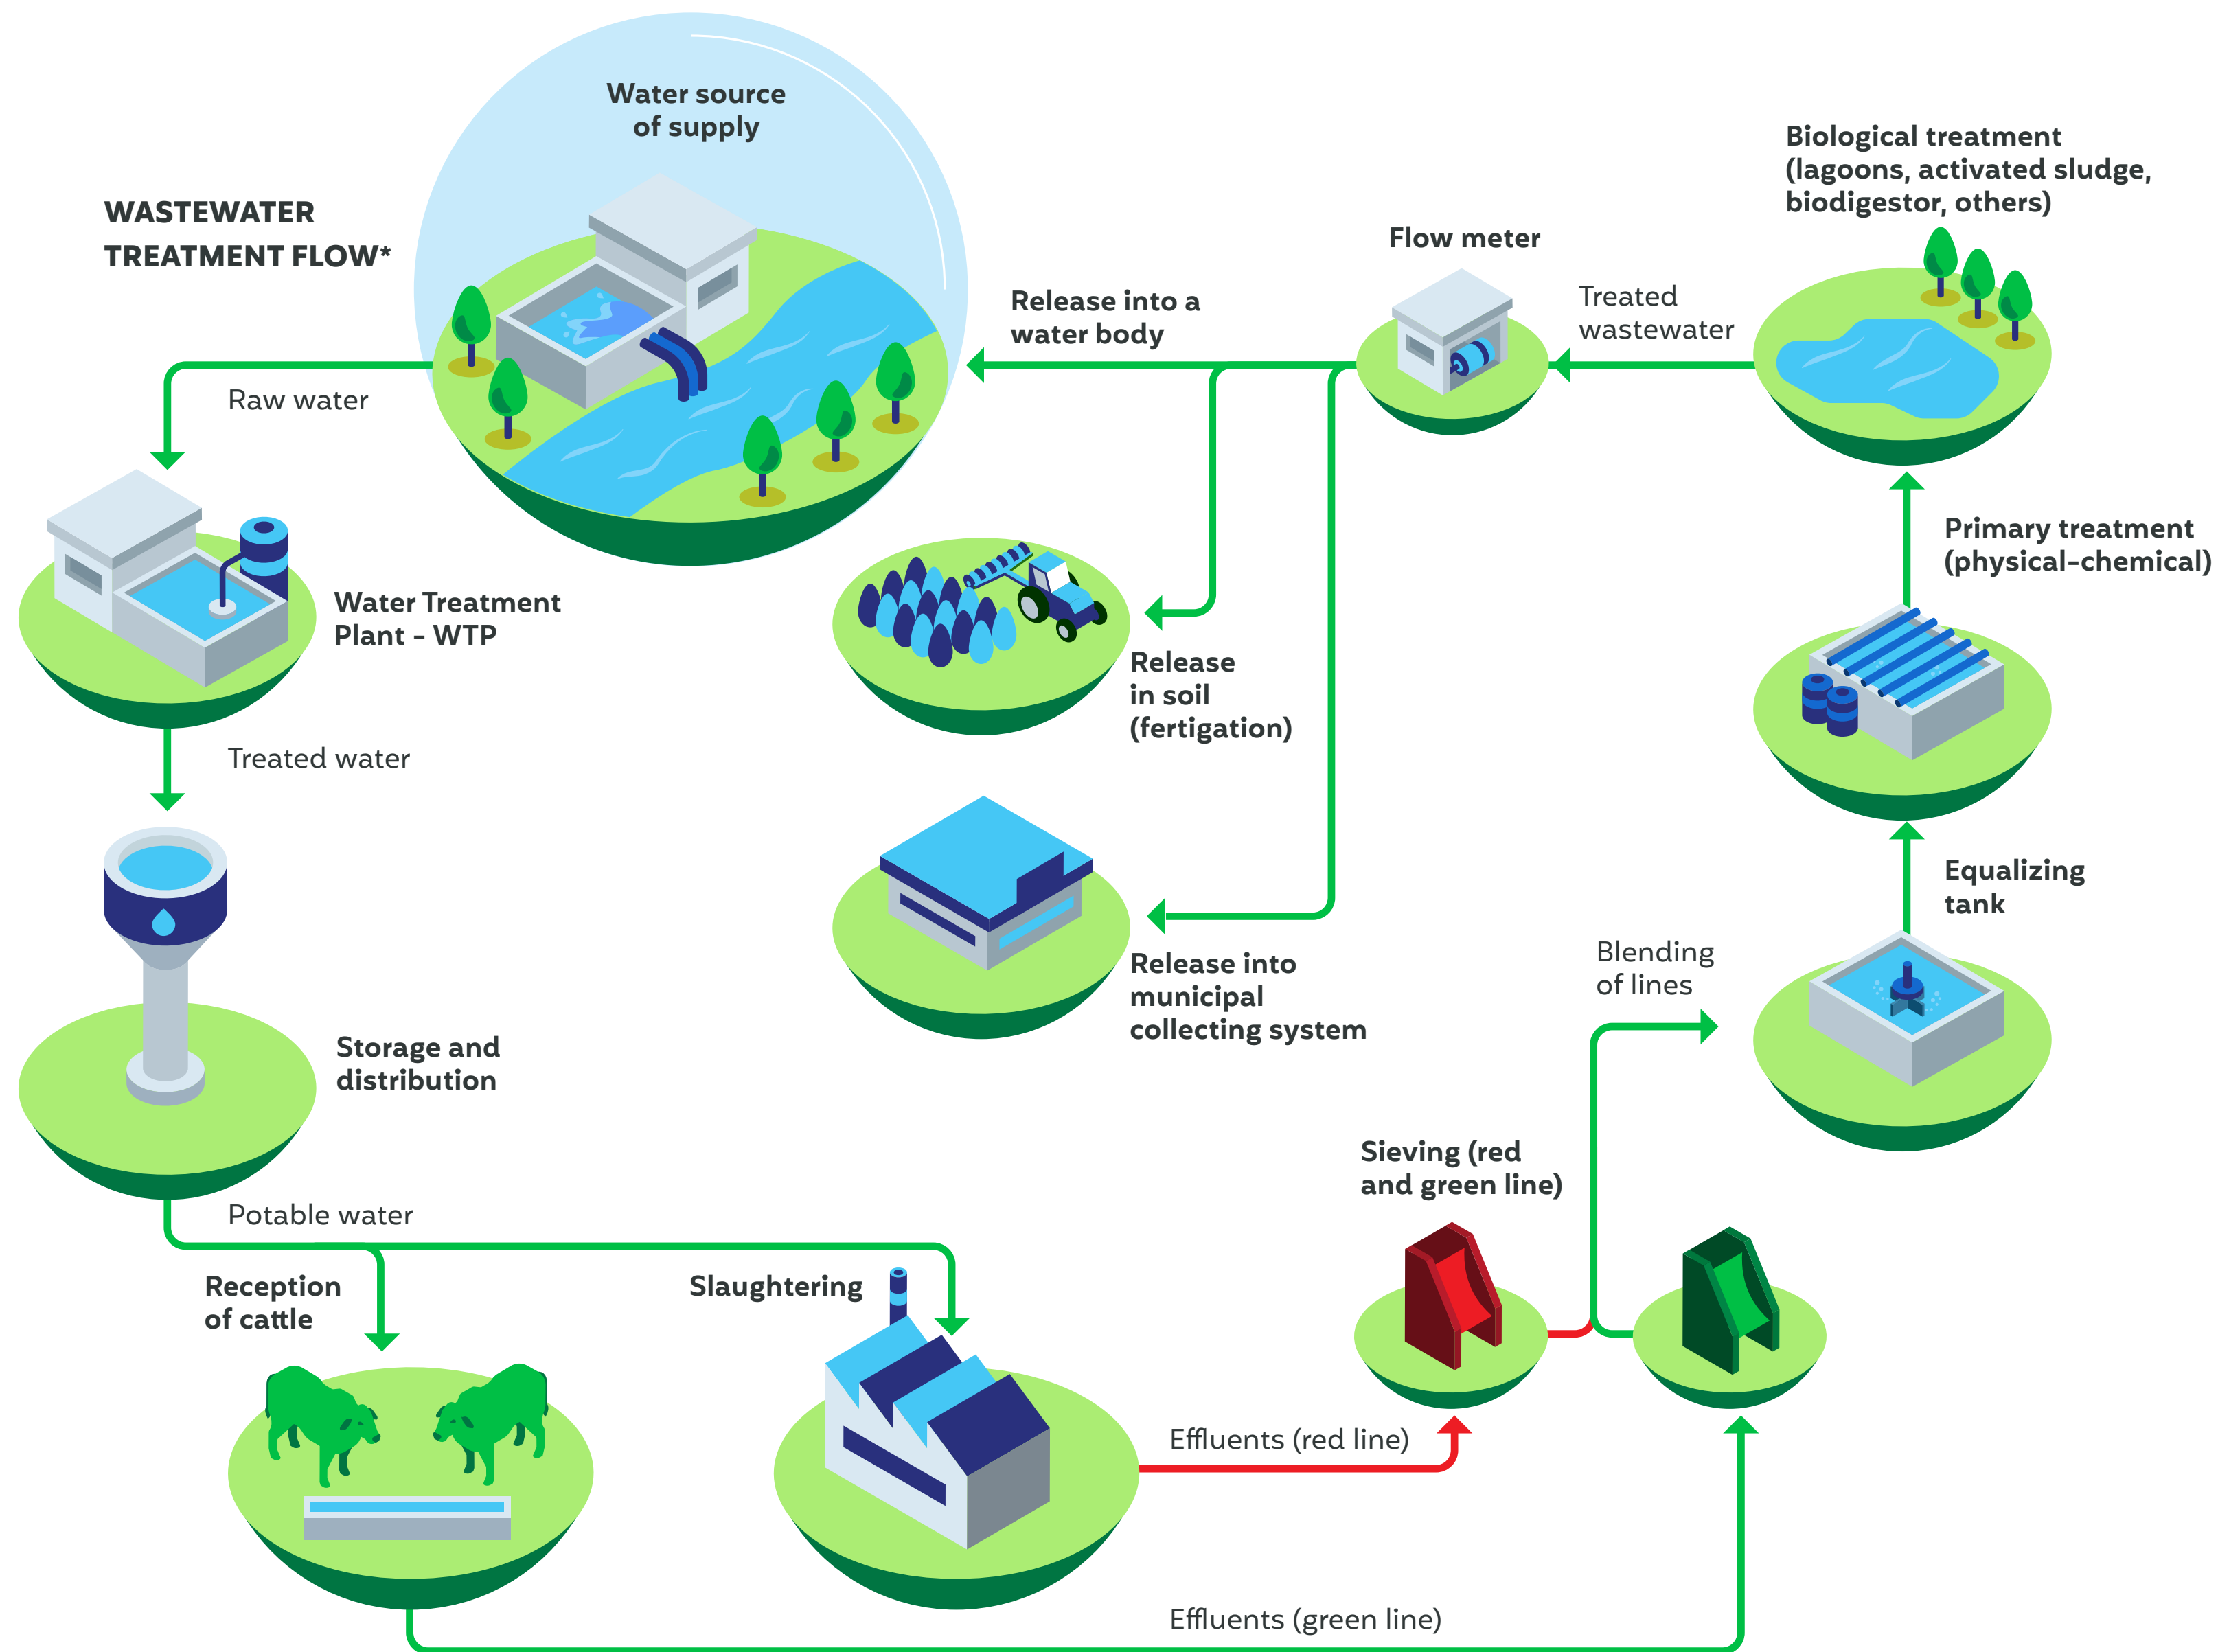 Water source
of supply
WASTEWATER
TREATMENT FLOW*
Biological treatment
(lagoons, activated sludge,
biodigestor, others)
Flow meter
Treated
wastewater
Release into a
water body
Raw water
Primary treatment
(physical-chemical)
Water Treatment
Plant - WTP
Release
in soil
(fertigation)
Treated water
Equalizing
tank
Blending
of lines
Release into
municipal
collecting system
Storage and
distribution
Sieving (red
and green line)
Potable water
Reception
of cattle
Slaughtering
Effluents (red line)
Effluents (green line)